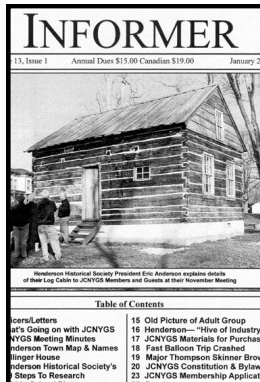 INFORMER
13, Issue 1 Annual Dues $15.00 Canadian $19.00 January 2
Henderson Historical Society President Eric Anderson explains details
of their Log Cabin to JCNYGS Members and Guests at their November Meeting
Table of Contents
icers/Letters
at's Going on with JCNYGS
NYGS Meeting Minutes
nderson Town Map & Names
llinger House
nderson Historical Society's
Steps To Research
15 Old Picture of Adult Group
16 Henderson— "Hive of Industry
17 JCNYGS Materials for Purchas
18 Fast Balloon Trip Crashed
19 Major Thompson Skinner Brow
20 JCNYGS Constitution & Bylaw
23 JCNYGS Membership Applicat